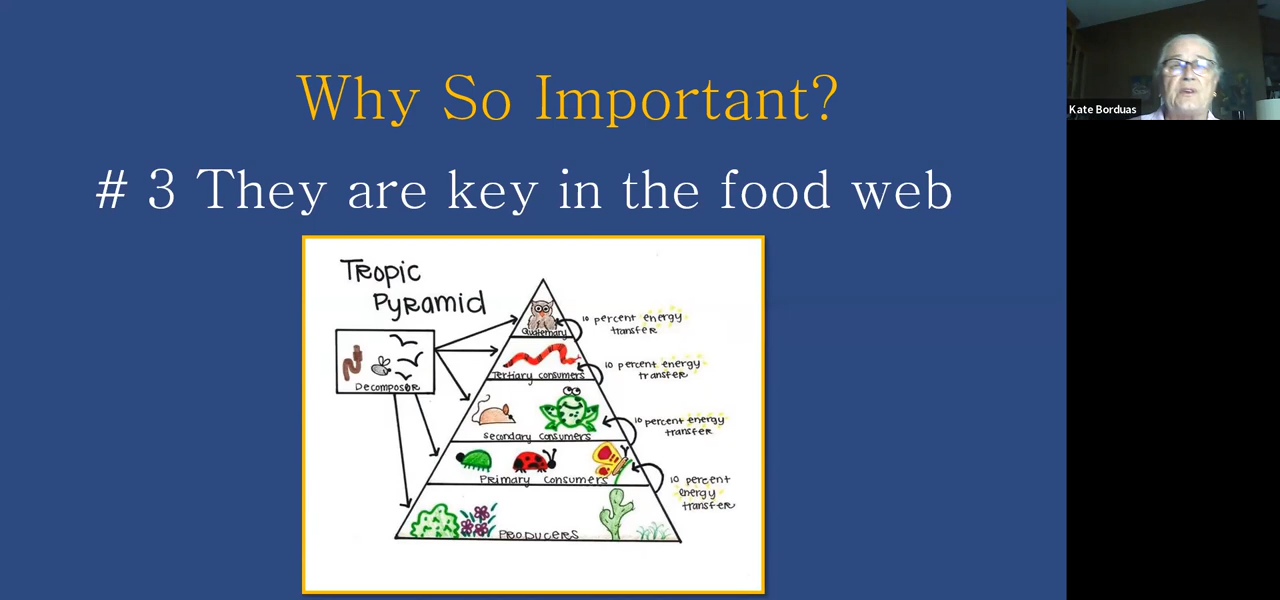 Why So Important?
# 3 They are key in the food web
Kate Borduas
Tropic
Pyramid
Decomposer
Quaternary
10 percent energy
transfer
Tertiary consumers
10 percent energy
transfer
Secondary consumers
10 percent energy
transfer
Primary consumers
10 percent
energy
transfer
PRODUCERS